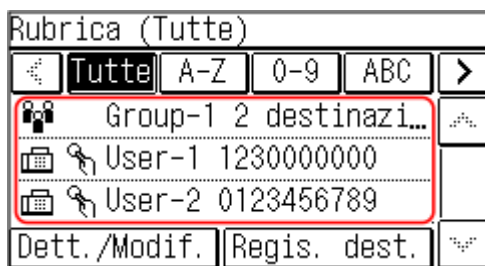 Rubrica (Tutte)
Tutte A-Z 0-9 ABC
Group-1 2 destinazi…
User-1 1230000000
User-2 0123456789
Dett./Modif. Regis. dest.